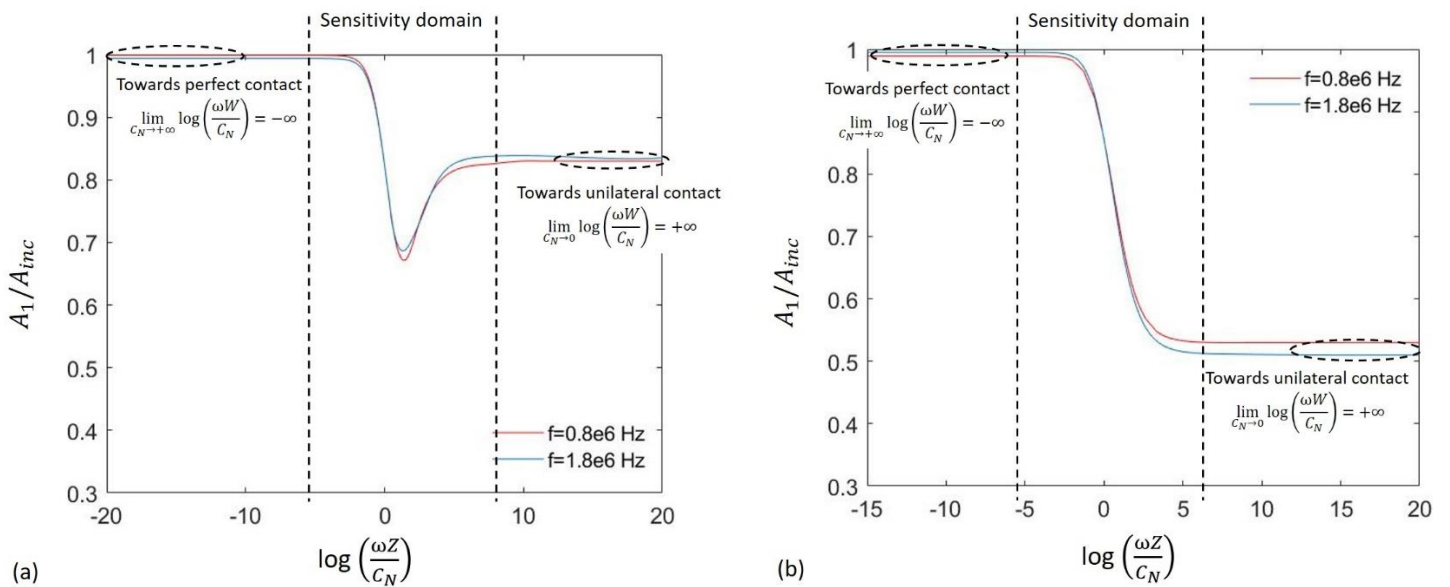 Sensitivity domain
1
0.9
0.8
0.7
0.6
0.5
0.4
0.3
A₁/A_inc
Towards perfect contact
lim C_N→+∞ log(ωW/C_N) = −∞
Towards unilateral contact
lim C_N→0 log(ωW/C_N) = +∞
f=0.8e6 Hz
f=1.8e6 Hz
-20 -10 0 10 20
log(ωZ/C_N)
(a)
Sensitivity domain
1
0.9
0.8
0.7
0.6
0.5
0.4
0.3
A₁/A_inc
f=0.8e6 Hz
f=1.8e6 Hz
Towards perfect contact
lim C_N→+∞ log(ωW/C_N) = −∞
Towards unilateral contact
lim C_N→0 log(ωW/C_N) = +∞
-15 -10 -5 0 5 10 15 20
log(ωZ/C_N)
(b)